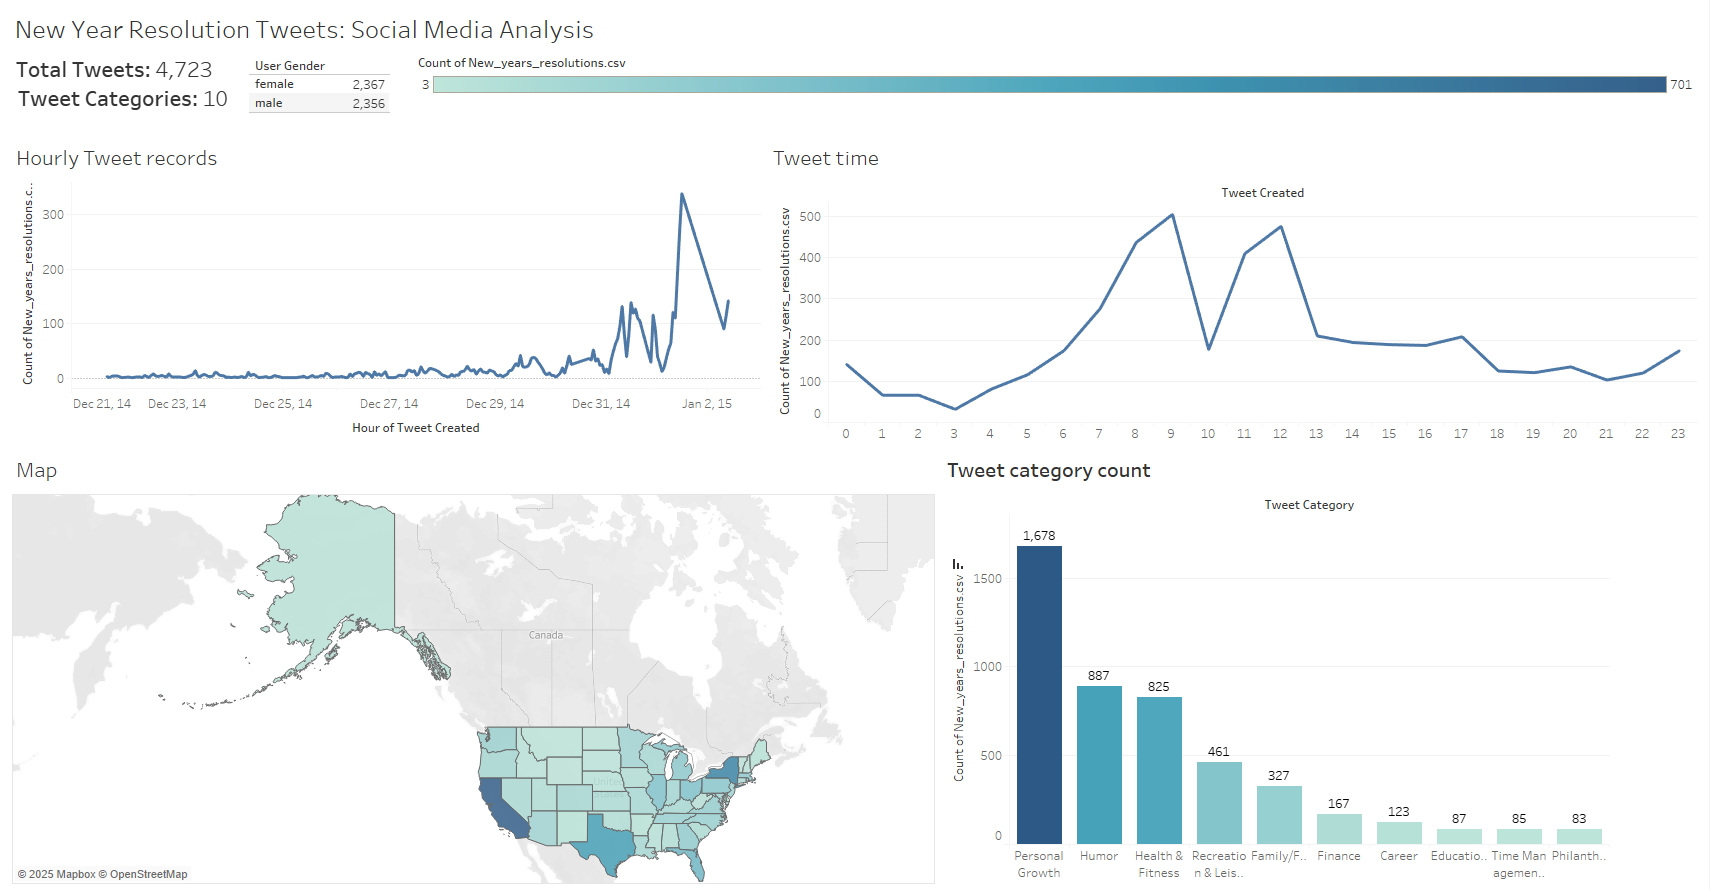 New Year Resolution Tweets: Social Media Analysis
Total Tweets: 4,723
Tweet Categories: 10
User Gender
female 2,367
male 2,356
Count of New_years_resolutions.csv
3 701
Hourly Tweet records
Count of New_years_resolutions.c..
300
200
100
0
Dec 21, 14 Dec 23, 14 Dec 25, 14 Dec 27, 14 Dec 29, 14 Dec 31, 14 Jan 2, 15
Hour of Tweet Created
Tweet time
Tweet Created
Count of New_years_resolutions.csv
500
400
300
200
100
0
0 1 2 3 4 5 6 7 8 9 10 11 12 13 14 15 16 17 18 19 20 21 22 23
Map
Canada
United
© 2025 Mapbox © OpenStreetMap
Tweet category count
Tweet Category
Count of New_years_resolutions.csv
1500
1000
500
0
1,678
887
825
461
327
167
123
87
85
83
Personal Growth
Humor
Health & Fitness
Recreatio n & Leis..
Family/F..
Finance
Career
Educatio..
Time Man agemen..
Philanth..